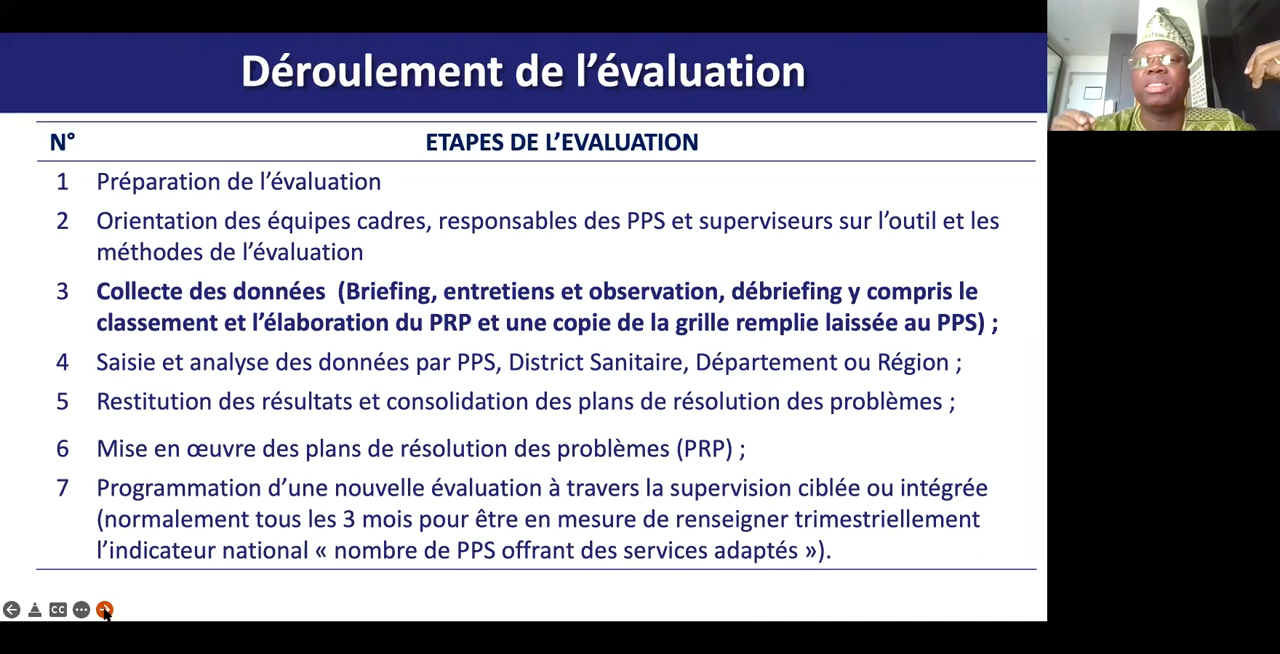 Déroulement de l’évaluation
N° ETAPES DE L’EVALUATION
1 Préparation de l’évaluation
2 Orientation des équipes cadres, responsables des PPS et superviseurs sur l’outil et les
méthodes de l’évaluation
3 Collecte des données (Briefing, entretiens et observation, débriefing y compris le
classement et l’élaboration du PRP et une copie de la grille remplie laissée au PPS) ;
4 Saisie et analyse des données par PPS, District Sanitaire, Département ou Région ;
5 Restitution des résultats et consolidation des plans de résolution des problèmes ;
6 Mise en œuvre des plans de résolution des problèmes (PRP) ;
7 Programmation d’une nouvelle évaluation à travers la supervision ciblée ou intégrée
(normalement tous les 3 mois pour être en mesure de renseigner trimestriellement
l’indicateur national « nombre de PPS offrant des services adaptés »).
CC